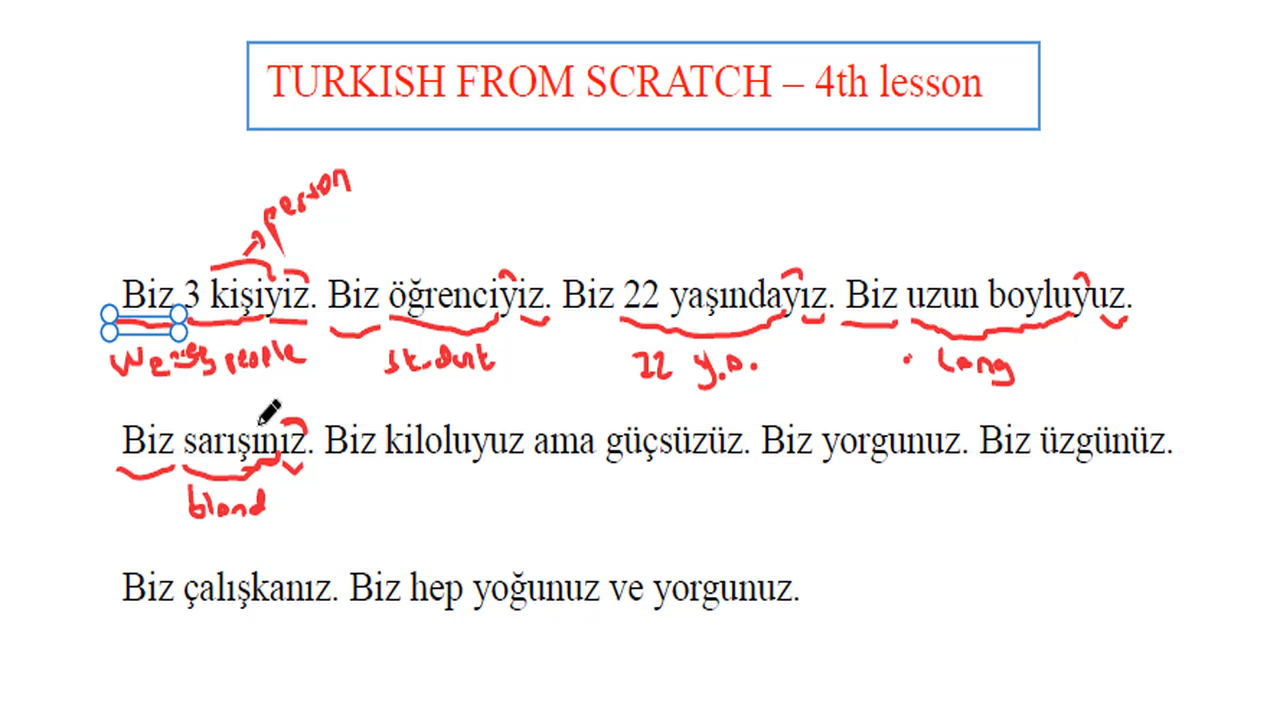 TURKISH FROM SCRATCH – 4th lesson
person
Biz 3 kişiyiz. Biz öğrenciyiz. Biz 22 yaşındayız. Biz uzun boyluyuz.
We 3 people student 22 y.o. Long
Biz sarışınız. Biz kiloluyuz ama güçsüzüz. Biz yorgunuz. Biz üzgünüz.
blond
Biz çalışkanız. Biz hep yoğunuz ve yorgunuz.